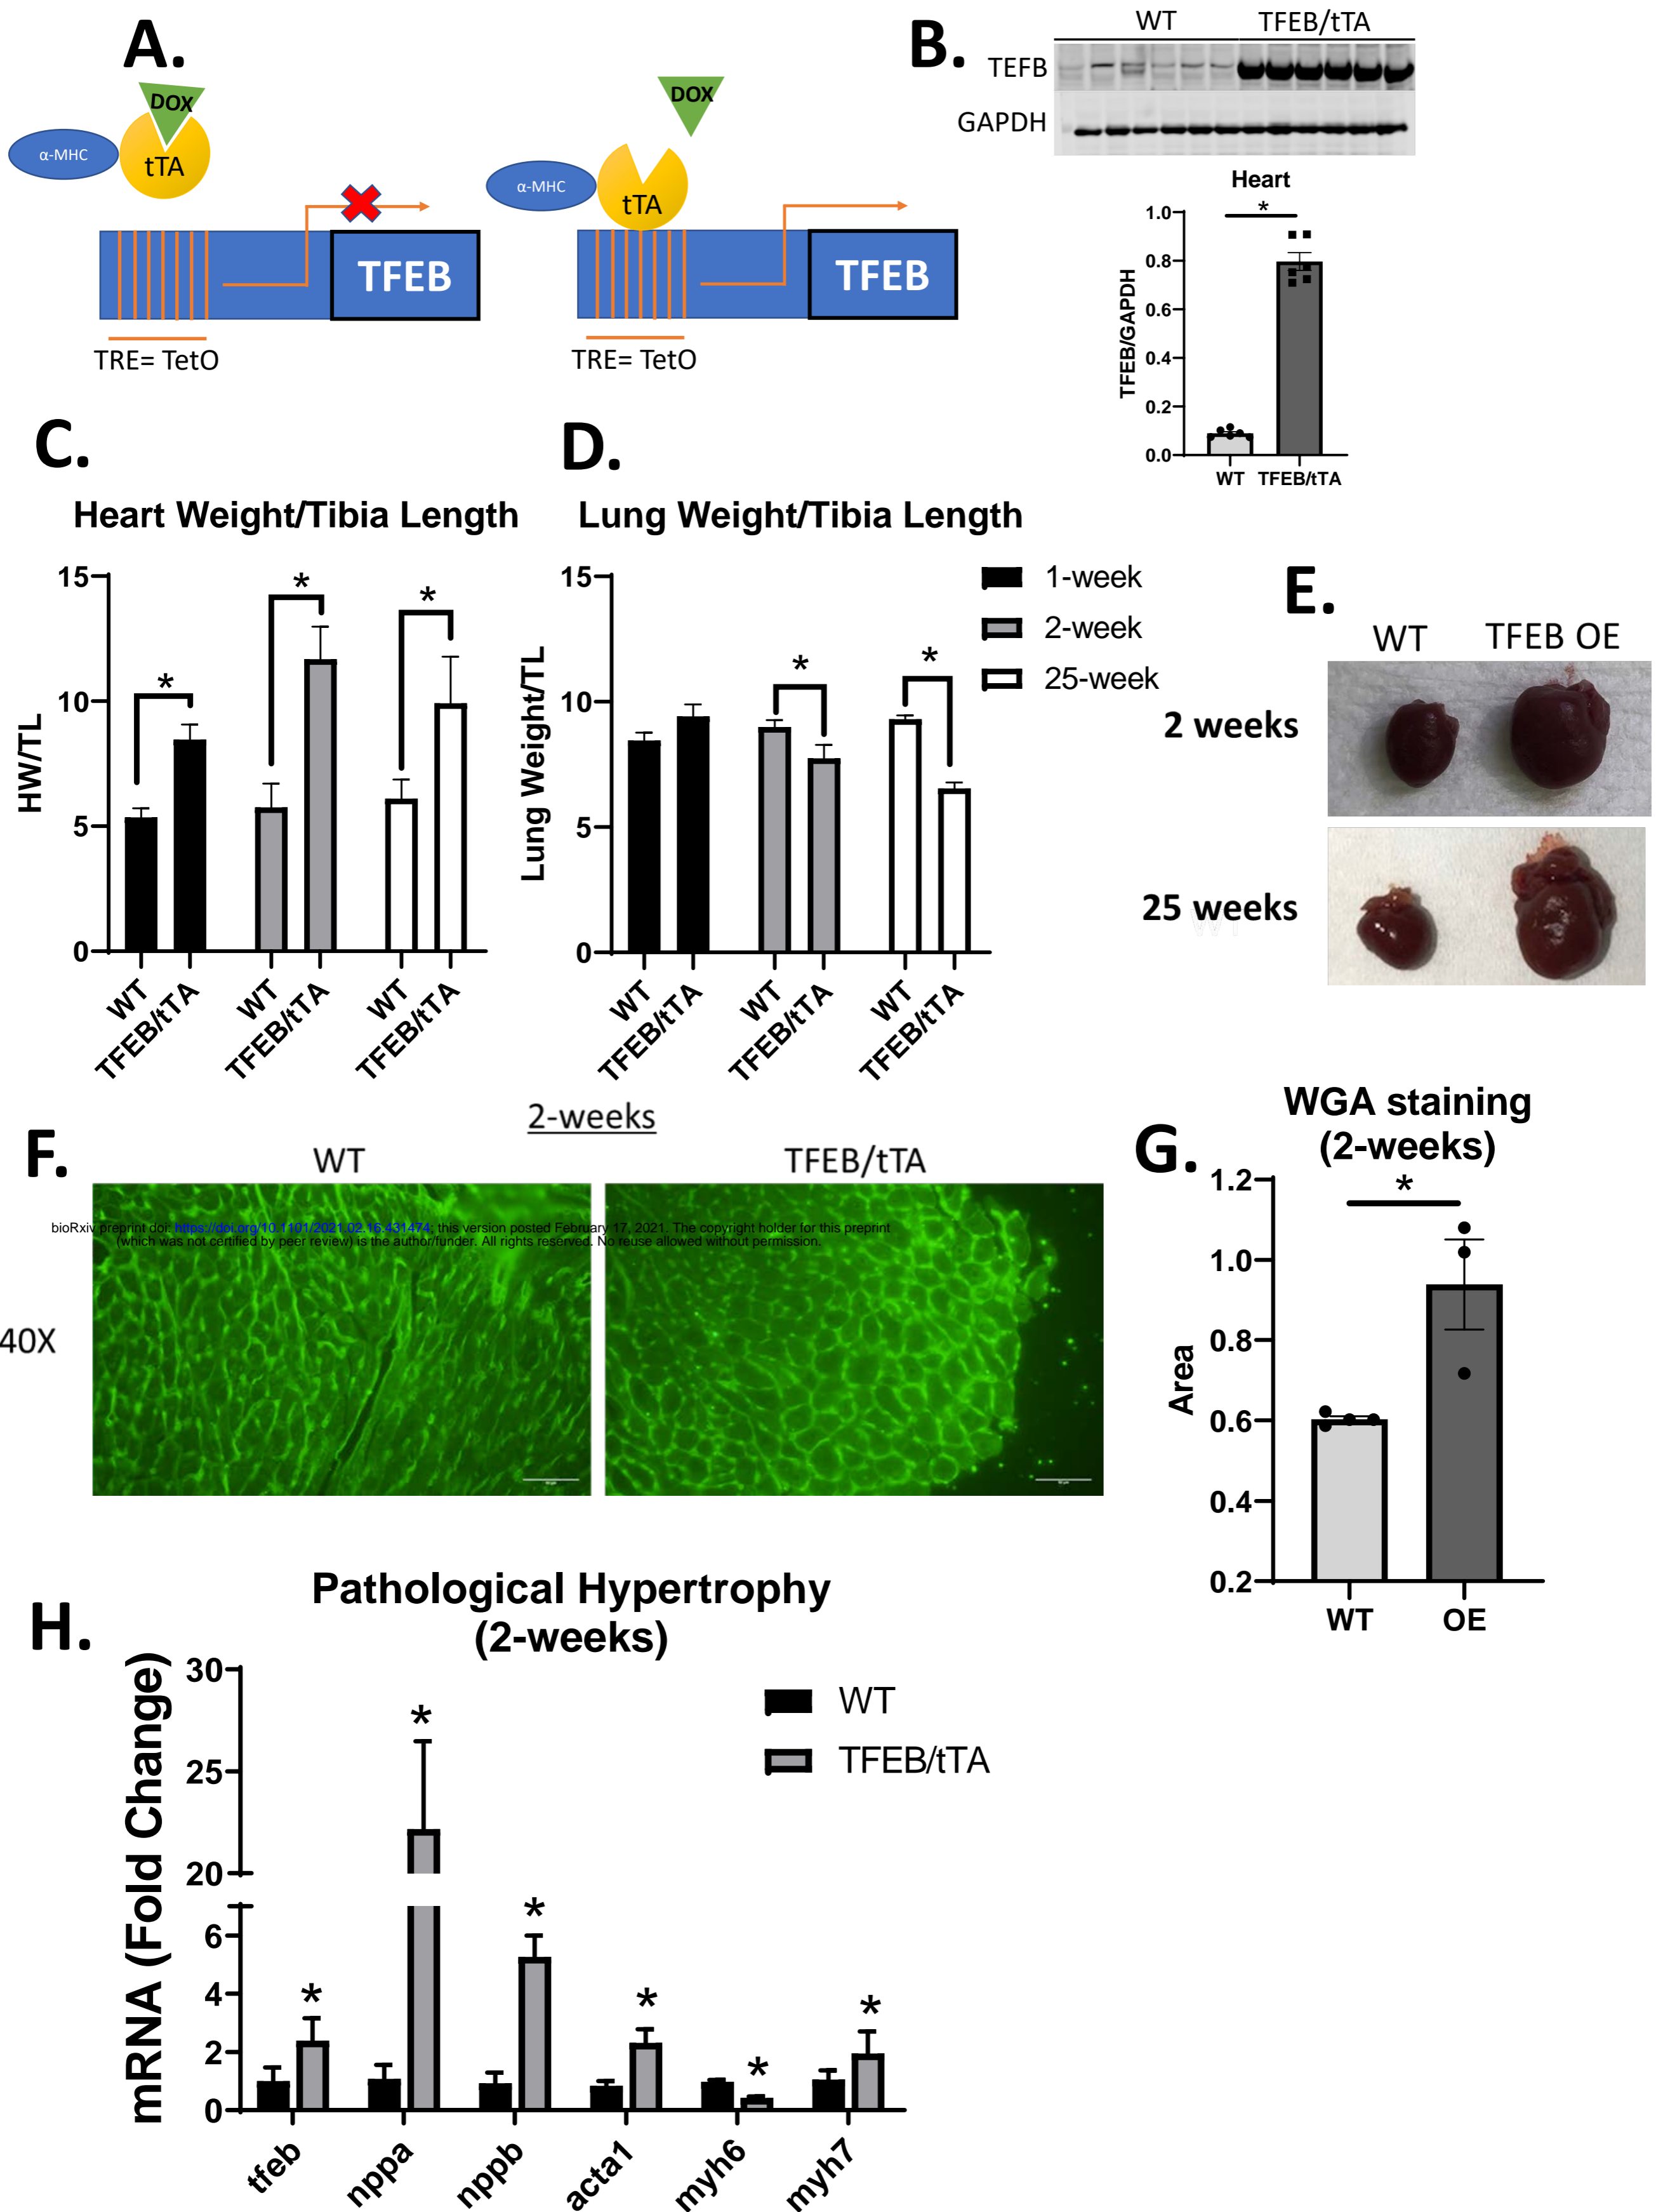 A.
DOX
α-MHC
tTA
TFEB
TRE= TetO
DOX
α-MHC
tTA
TFEB
TRE= TetO
B.
WT TFEB/tTA
TEFB
GAPDH
Heart
*
TFEB/GAPDH
1.0
0.8
0.6
0.4
0.2
0.0
WT TFEB/tTA
C.
Heart Weight/Tibia Length
HW/TL
15
10
5
0
* * *
WT
TFEB/tTA
WT
TFEB/tTA
WT
TFEB/tTA
D.
Lung Weight/Tibia Length
Lung Weight/TL
15
10
5
0
* *
WT
TFEB/tTA
WT
TFEB/tTA
WT
TFEB/tTA
1-week
2-week
25-week
E.
WT TFEB OE
2 weeks
25 weeks
F.
2-weeks
WT TFEB/tTA
40X
bioRxiv preprint doi: https://doi.org/10.1101/2021.02.16.431474; this version posted February 17, 2021. The copyright holder for this preprint
(which was not certified by peer review) is the author/funder. All rights reserved. No reuse allowed without permission.
G.
WGA staining
(2-weeks)
*
Area
1.2
1.0
0.8
0.6
0.4
0.2
WT OE
H.
Pathological Hypertrophy
(2-weeks)
mRNA (Fold Change)
30
25
20
6
4
2
0
* * * * * *
WT
TFEB/tTA
tfeb
nppa
nppb
acta1
myh6
myh7